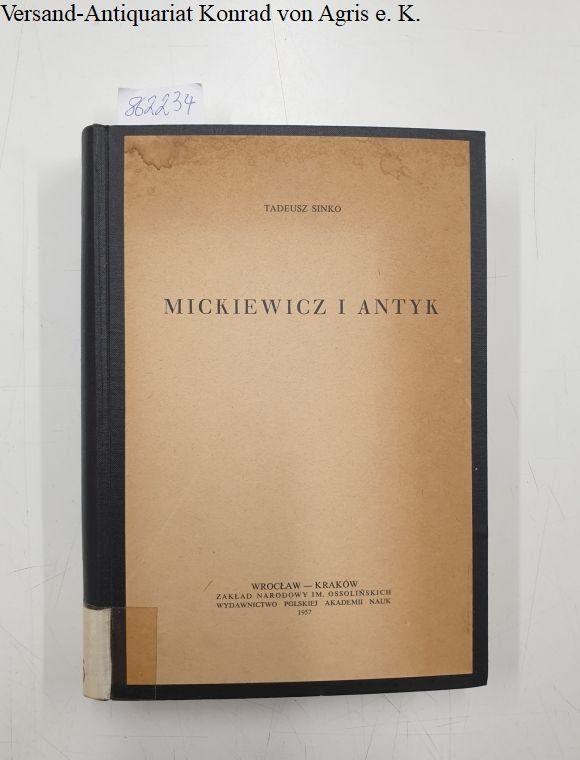 Versand-Antiquariat Konrad von Agris e. K.
862234
TADEUSZ SINKO
MICKIEWICZ I ANTYK
WROCŁAW — KRAKÓW
ZAKŁAD NARODOWY IM. OSSOLIŃSKICH
WYDAWNICTWO POLSKIEJ AKADEMII NAUK
1957